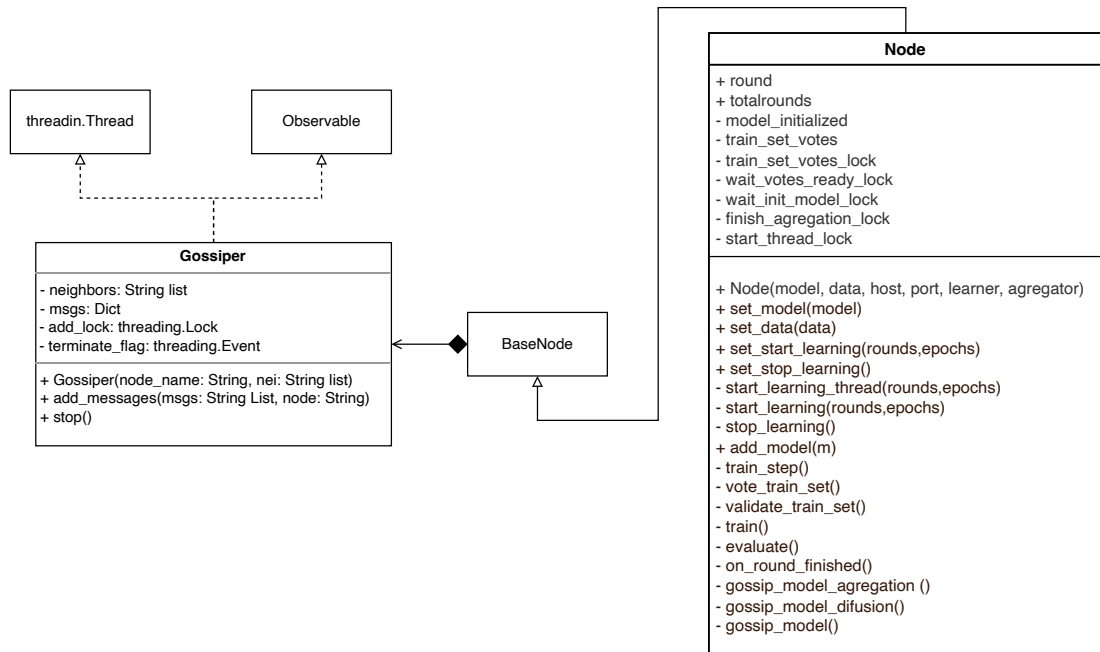 threadin.Thread
Observable
Gossiper
- neighbors: String list
- msgs: Dict
- add_lock: threading.Lock
- terminate_flag: threading.Event
+ Gossiper(node_name: String, nei: String list)
+ add_messages(msgs: String List, node: String)
+ stop()
BaseNode
Node
+ round
+ totalrounds
- model_initialized
- train_set_votes
- train_set_votes_lock
- wait_votes_ready_lock
- wait_init_model_lock
- finish_agregation_lock
- start_thread_lock
+ Node(model, data, host, port, learner, agregator)
+ set_model(model)
+ set_data(data)
+ set_start_learning(rounds,epochs)
+ set_stop_learning()
- start_learning_thread(rounds,epochs)
- start_learning(rounds,epochs)
- stop_learning()
+ add_model(m)
- train_step()
- vote_train_set()
- validate_train_set()
- train()
- evaluate()
- on_round_finished()
- gossip_model_agregation ()
- gossip_model_difusion()
- gossip_model()